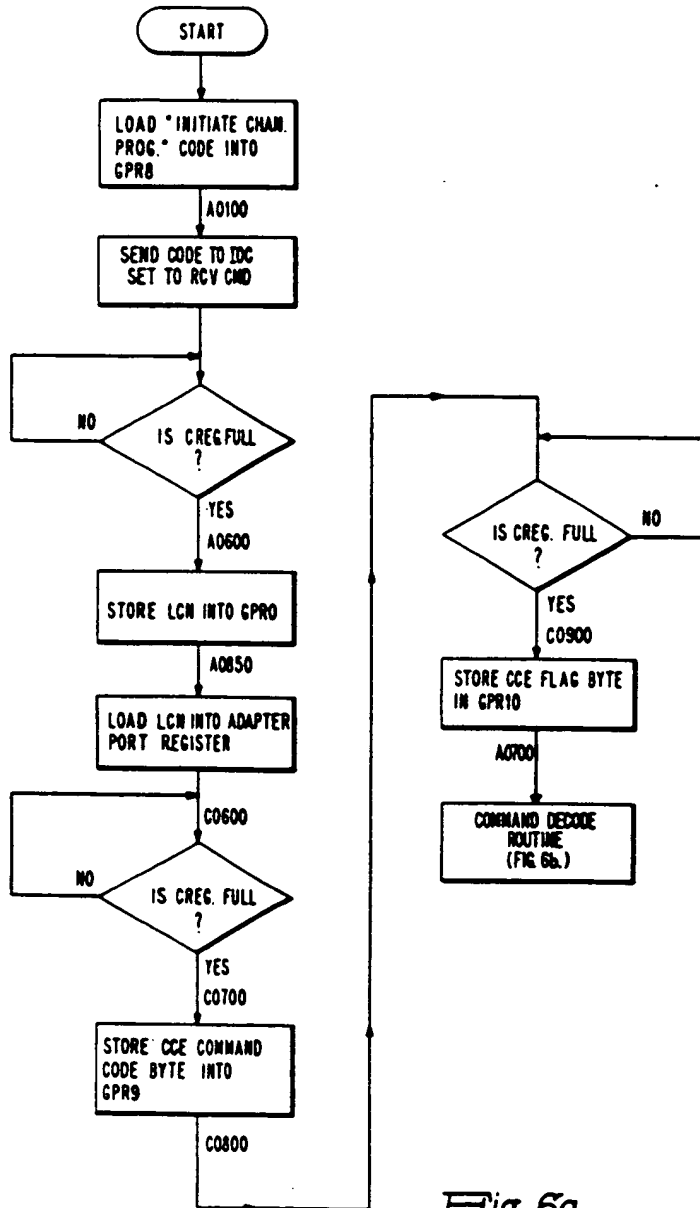 START
LOAD "INITIATE CHAN.
PROG." CODE INTO
GPR8
A0100
SEND CODE TO IDC
SET TO RCV CMD
NO
IS CREG FULL
?
YES
A0600
STORE LCN INTO GPR0
A0850
LOAD LCN INTO ADAPTER
PORT REGISTER
C0600
NO
IS CREG. FULL
?
YES
C0700
STORE CCE COMMAND
CODE BYTE INTO
GPR9
C0800
IS CREG. FULL
?
NO
YES
C0900
STORE CCE FLAG BYTE
IN GPR10
A0700
COMMAND DECODE
ROUTINE
(FIG. 6b.)
Fig. 6a